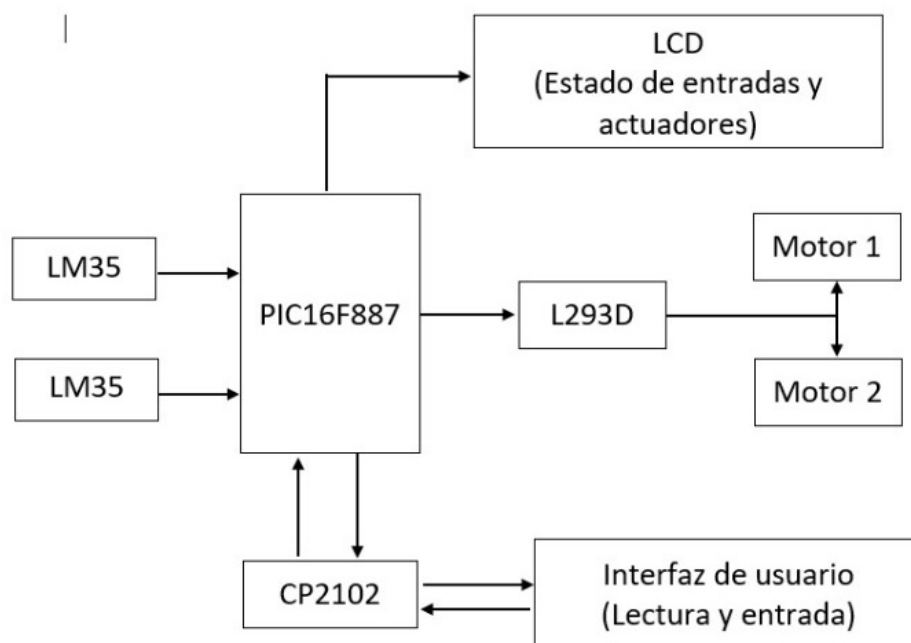 LCD
(Estado de entradas y
actuadores)
LM35
LM35
PIC16F887
L293D
Motor 1
Motor 2
CP2102
Interfaz de usuario
(Lectura y entrada)